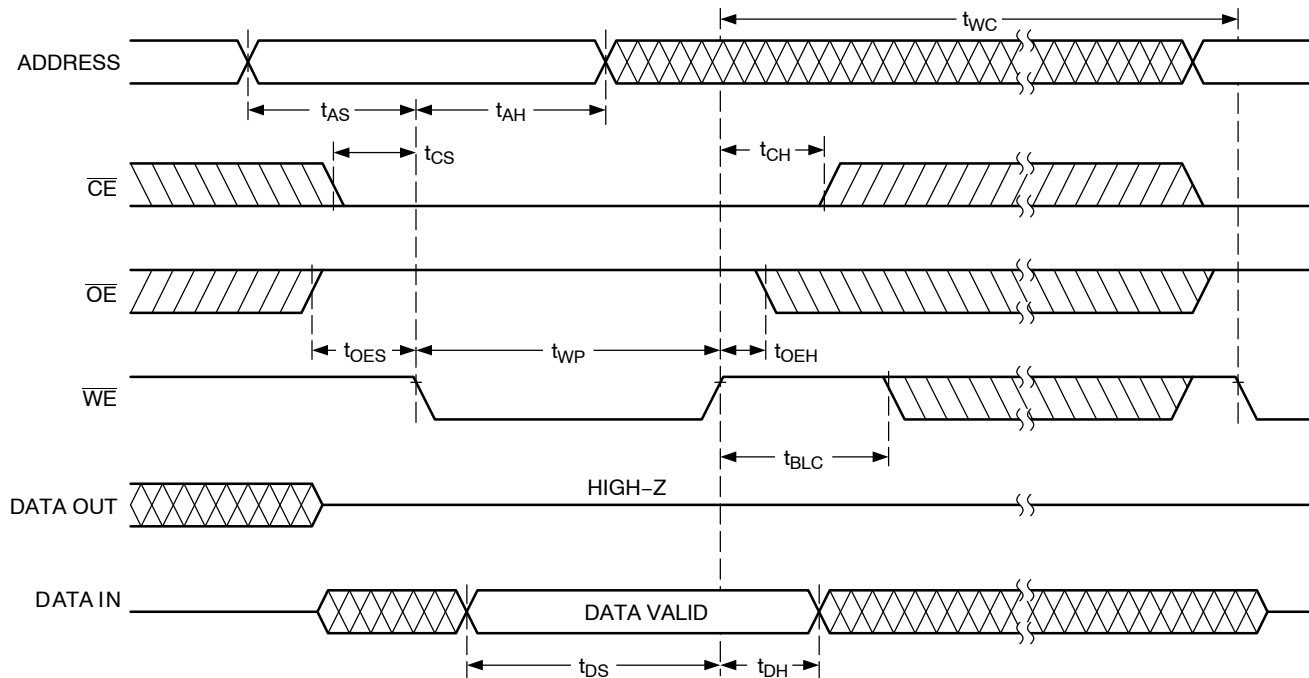 tWC
ADDRESS
tAS
tAH
tCS
tCH
CE
OE
tOES
tWP
tOEH
WE
tBLC
HIGH–Z
DATA OUT
DATA IN
DATA VALID
tDS
tDH